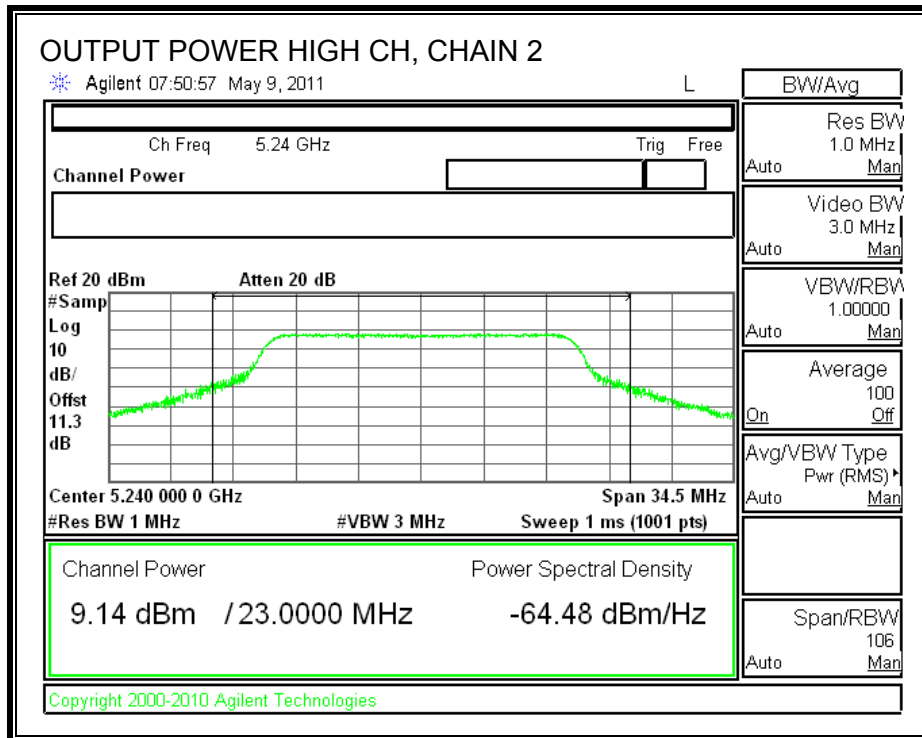 OUTPUT POWER HIGH CH, CHAIN 2
Agilent 07:50:57 May 9, 2011 L
Ch Freq 5.24 GHz Trig Free
Channel Power
Ref 20 dBm Atten 20 dB
#Samp
Log
10
dB/
Offst
11.3
dB
Center 5.240 000 0 GHz Span 34.5 MHz
#Res BW 1 MHz #VBW 3 MHz Sweep 1 ms (1001 pts)
Channel Power Power Spectral Density
9.14 dBm / 23.0000 MHz -64.48 dBm/Hz
Copyright 2000-2010 Agilent Technologies
BW/Avg
Res BW
1.0 MHz
Auto Man
Video BW
3.0 MHz
Auto Man
VBW/RBW
1.00000
Auto Man
Average
100
On Off
Avg/VBW Type
Pwr (RMS)
Auto Man
Span/RBW
106
Auto Man